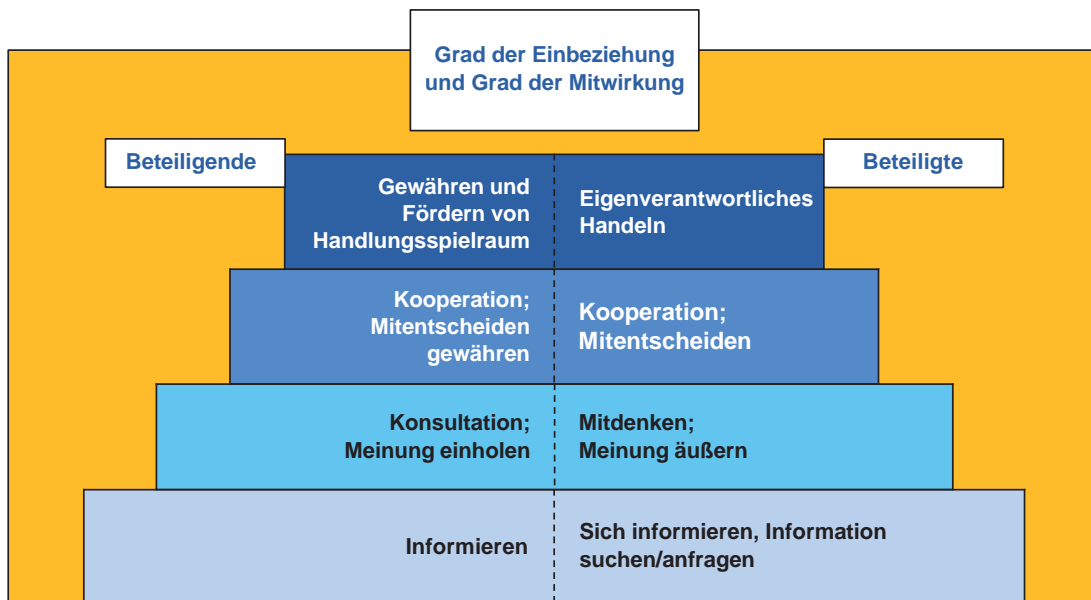 Grad der Einbeziehung
und Grad der Mitwirkung
Beteiligende
Beteiligte
Gewähren und
Fördern von
Handlungsspielraum
Eigenverantwortliches
Handeln
Kooperation;
Mitentscheiden
gewähren
Kooperation;
Mitentscheiden
Konsultation;
Meinung einholen
Mitdenken;
Meinung äußern
Informieren
Sich informieren, Information
suchen/anfragen